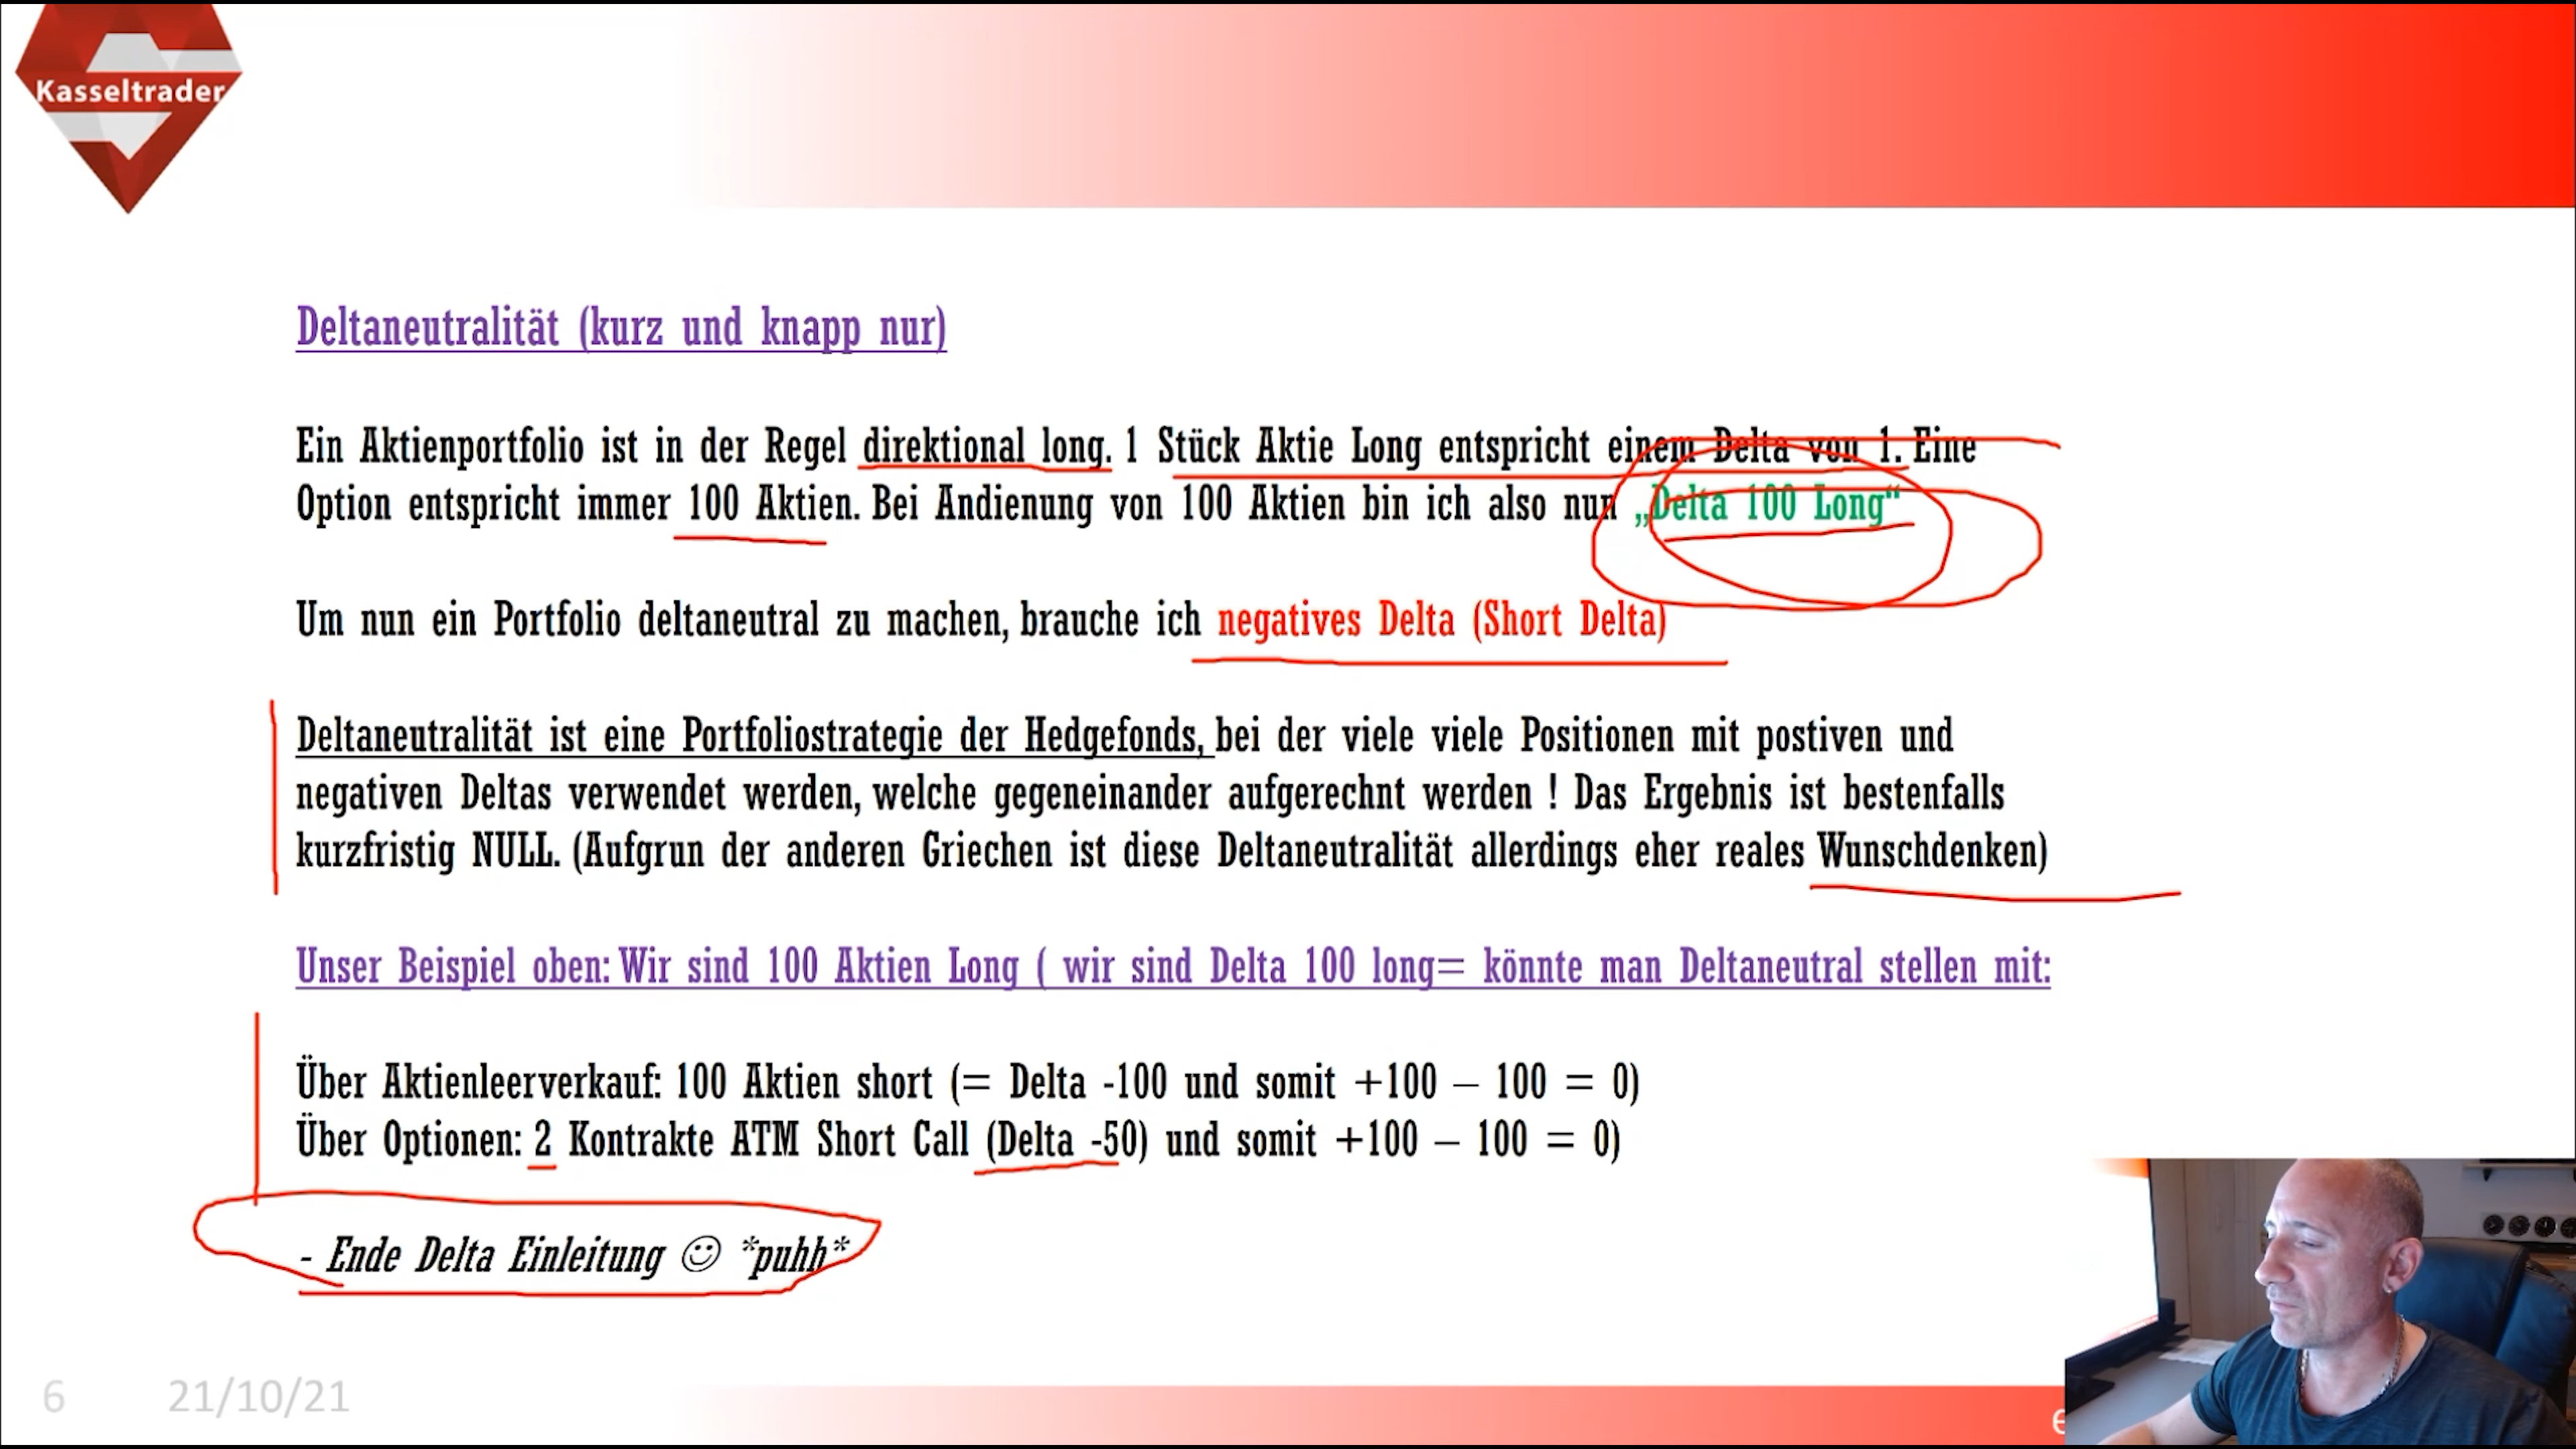 Kasseltrader
Deltaneutralität (kurz und knapp nur)
Ein Aktienportfolio ist in der Regel direktional long. 1 Stück Aktie Long entspricht einem Delta von 1. Eine
Option entspricht immer 100 Aktien. Bei Andienung von 100 Aktien bin ich also nun „Delta 100 Long“
Um nun ein Portfolio deltaneutral zu machen, brauche ich negatives Delta (Short Delta)
Deltaneutralität ist eine Portfoliostrategie der Hedgefonds, bei der viele viele Positionen mit postiven und
negativen Deltas verwendet werden, welche gegeneinander aufgerechnt werden ! Das Ergebnis ist bestenfalls
kurzfristig NULL. (Aufgrun der anderen Griechen ist diese Deltaneutralität allerdings eher reales Wunschdenken)
Unser Beispiel oben: Wir sind 100 Aktien Long ( wir sind Delta 100 long= könnte man Deltaneutral stellen mit:
Über Aktienleerverkauf: 100 Aktien short (= Delta -100 und somit +100 – 100 = 0)
Über Optionen: 2 Kontrakte ATM Short Call (Delta -50) und somit +100 – 100 = 0)
- Ende Delta Einleitung ☺ *puhh*
6 21/10/21